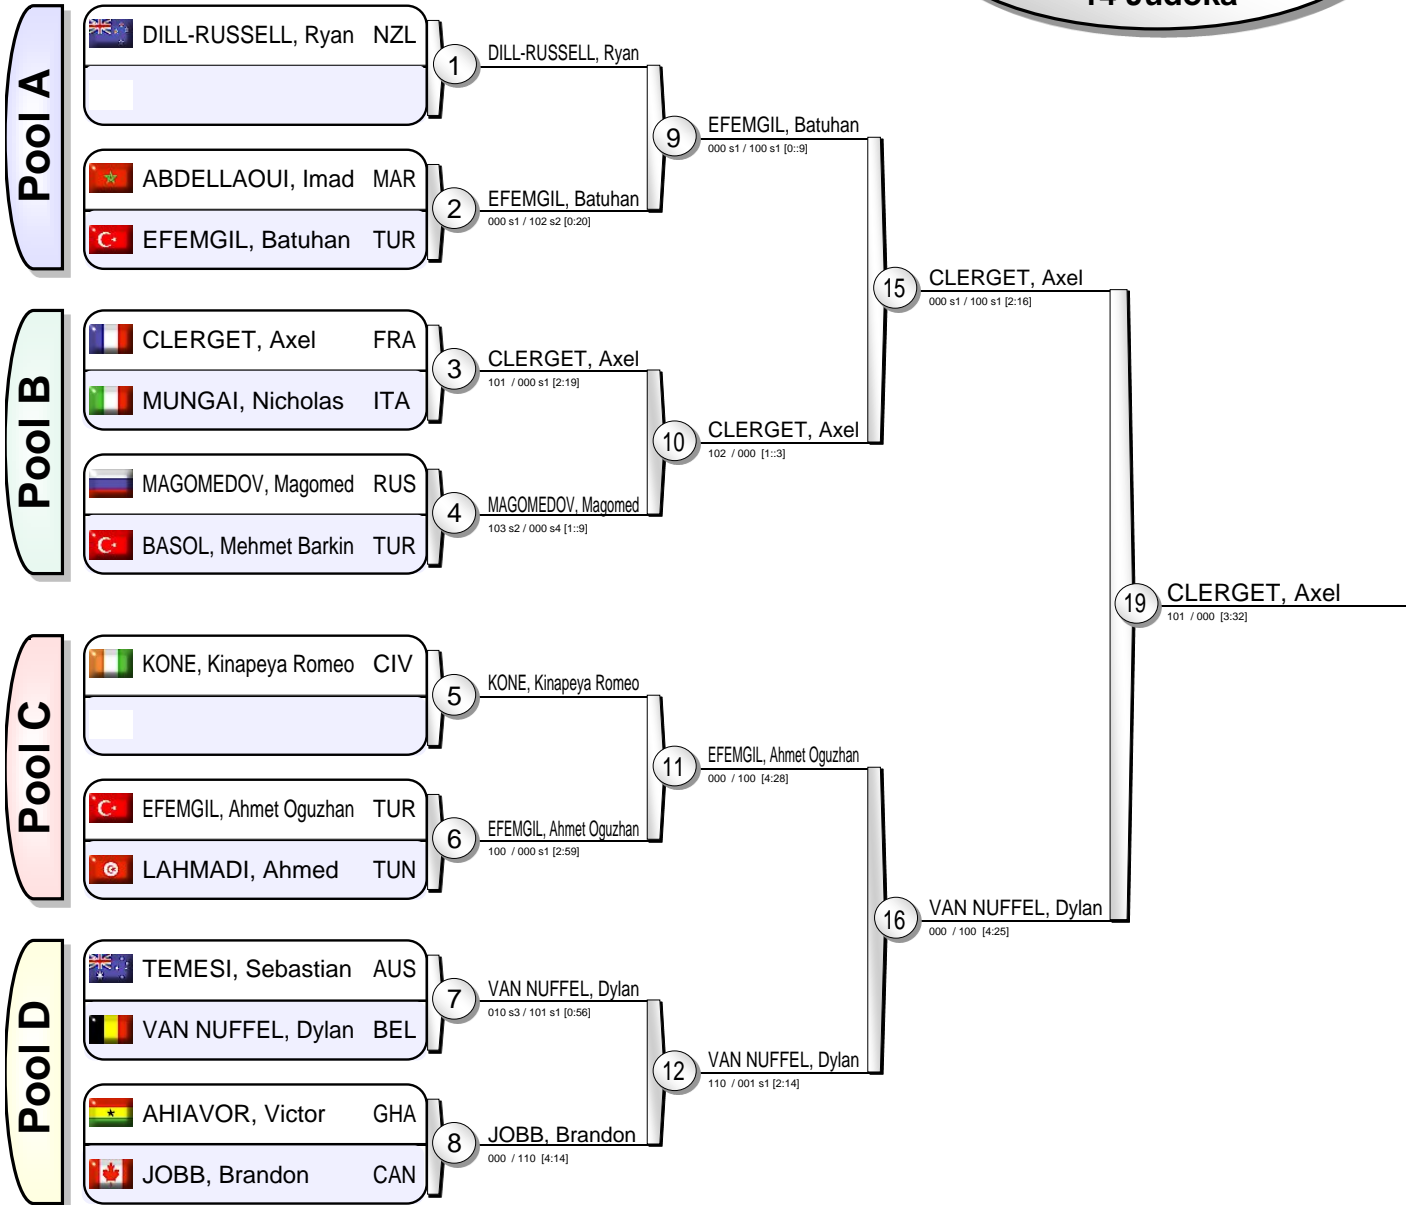 14 Judoka
Pool A
DILL-RUSSELL, Ryan NZL
1
DILL-RUSSELL, Ryan
ABDELLAOUI, Imad MAR
EFEMGIL, Batuhan TUR
2
EFEMGIL, Batuhan
000 s1 / 102 s2 [0:20]
9
EFEMGIL, Batuhan
000 s1 / 100 s1 [0::9]
Pool B
CLERGET, Axel FRA
MUNGAI, Nicholas ITA
3
CLERGET, Axel
101 / 000 s1 [2:19]
MAGOMEDOV, Magomed RUS
BASOL, Mehmet Barkin TUR
4
MAGOMEDOV, Magomed
103 s2 / 000 s4 [1::9]
10
CLERGET, Axel
102 / 000 [1::3]
15
CLERGET, Axel
000 s1 / 100 s1 [2:16]
Pool C
KONE, Kinapeya Romeo CIV
5
KONE, Kinapeya Romeo
EFEMGIL, Ahmet Oguzhan TUR
LAHMADI, Ahmed TUN
6
EFEMGIL, Ahmet Oguzhan
100 / 000 s1 [2:59]
11
EFEMGIL, Ahmet Oguzhan
000 / 100 [4:28]
Pool D
TEMESI, Sebastian AUS
VAN NUFFEL, Dylan BEL
7
VAN NUFFEL, Dylan
010 s3 / 101 s1 [0:56]
AHIAVOR, Victor GHA
JOBB, Brandon CAN
8
JOBB, Brandon
000 / 110 [4:14]
12
VAN NUFFEL, Dylan
110 / 001 s1 [2:14]
16
VAN NUFFEL, Dylan
000 / 100 [4:25]
19
CLERGET, Axel
101 / 000 [3:32]